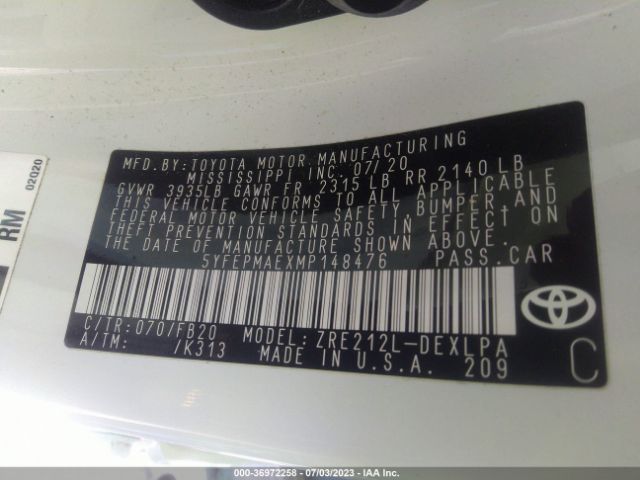 MFD. BY: TOYOTA MOTOR MANUFACTURING
MISSISSIPPI INC. 07/20
GVWR 3935LB GAWR FR 2315 LB RR 2140 LB
THIS VEHICLE CONFORMS TO ALL APPLICABLE
FEDERAL MOTOR VEHICLE SAFETY, BUMPER, AND
THEFT PREVENTION STANDARDS IN EFFECT ON
THE DATE OF MANUFACTURE SHOWN ABOVE.
5YFEPMAEXMP148476 PASS. CAR
C/TR: 070/FB20 MODEL: ZRE212L-DEXLPA
A/TM: /K313 MADE IN U.S.A. 209
C
RM
02020
000-36972258 - 07/03/2023 - IAA Inc.